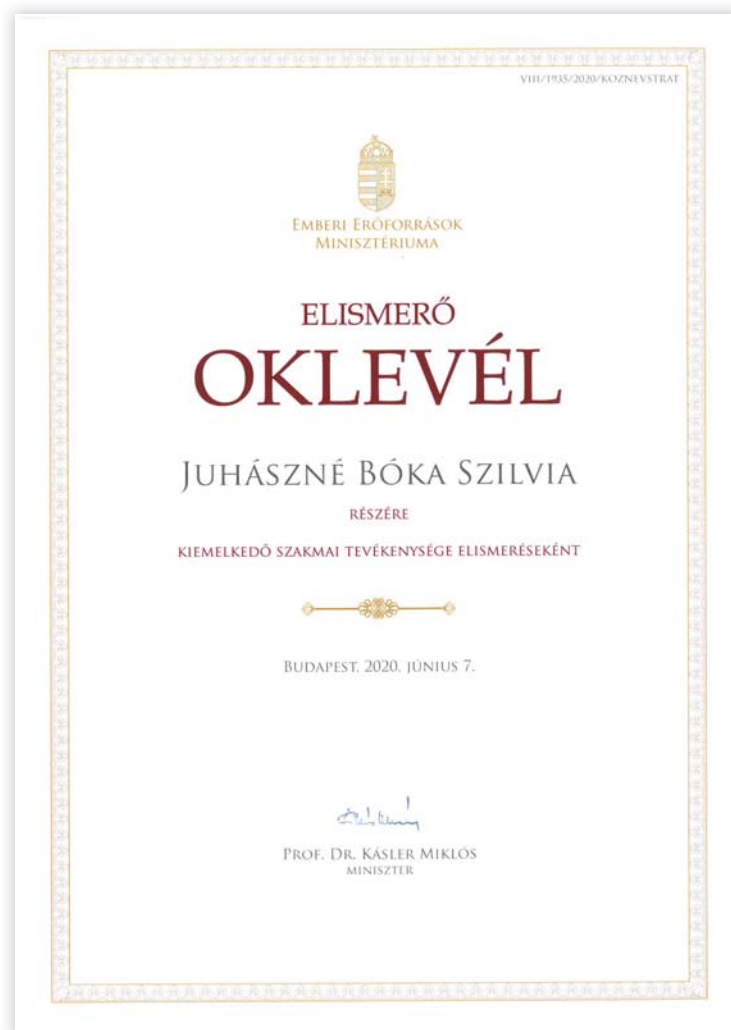 VIII/1935/2020/KOZNEVSTRAT
EMBERI ERŐFORRÁSOK
MINISZTÉRIUMA
ELISMERŐ
OKLEVÉL
JUHÁSZNÉ BÓKA SZILVIA
RÉSZÉRE
KIEMELKEDŐ SZAKMAI TEVÉKENYSÉGE ELISMERÉSEKÉNT
BUDAPEST, 2020. JÚNIUS 7.
PROF. DR. KÁSLER MIKLÓS
MINISZTER